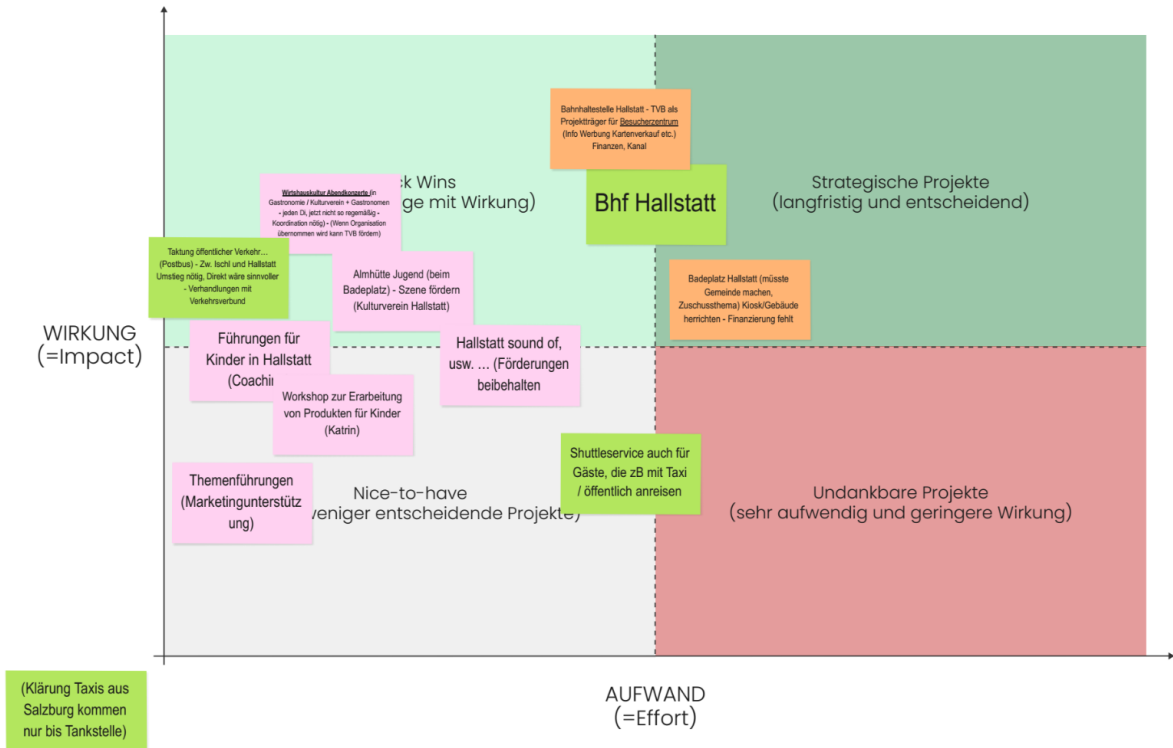 Bahnhaltestelle Hallstatt - TVB als
Projektträger für Besucherzentrum
(Info Werbung Kartenverkauf etc.)
Finanzen, Kanal
ck Wins
ge mit Wirkung)
Wirtshauskultur Abendkonzerte (in
Gastronomie / Kulturverein + Gastronomen
- jeden Di, jetzt nicht so regemäßig -
Koordination nötig) - (Wenn Organisation
übernommen wird kann TVB fördern)
Bhf Hallstatt
Strategische Projekte
(langfristig und entscheidend)
Taktung öffentlicher Verkehr…
(Postbus) - Zw. Ischl und Hallstatt
Umstieg nötig, Direkt wäre sinnvoller
- Verhandlungen mit
Verkehrsverbund
Almhütte Jugend (beim
Badeplatz) - Szene fördern
(Kulturverein Hallstatt)
Badeplatz Hallstatt (müsste
Gemeinde machen,
Zuschussthema) Kiosk/Gebäude
herrichten - Finanzierung fehlt
WIRKUNG
(=Impact)
Führungen für
Kinder in Hallstatt
(Coachi
Hallstatt sound of,
usw. ... (Förderungen
beibehalten
Workshop zur Erarbeitung
von Produkten für Kinder
(Katrin)
Themenführungen
(Marketingunterstütz
ung)
Nice-to-have
weniger entscheidende Projekte)
Shuttleservice auch für
Gäste, die zB mit Taxi
/ öffentlich anreisen
Undankbare Projekte
(sehr aufwendig und geringere Wirkung)
(Klärung Taxis aus
Salzburg kommen
nur bis Tankstelle)
AUFWAND
(=Effort)